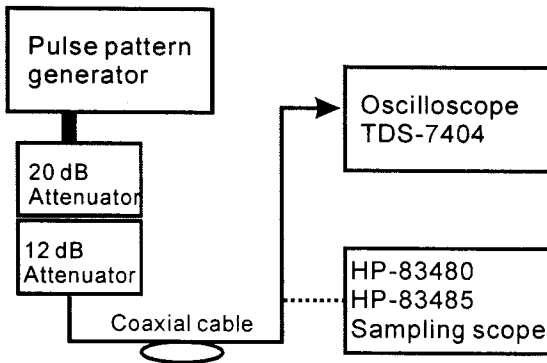 Pulse pattern
generator
20 dB
Attenuator
12 dB
Attenuator
Coaxial cable
Oscilloscope
TDS-7404
HP-83480
HP-83485
Sampling scope